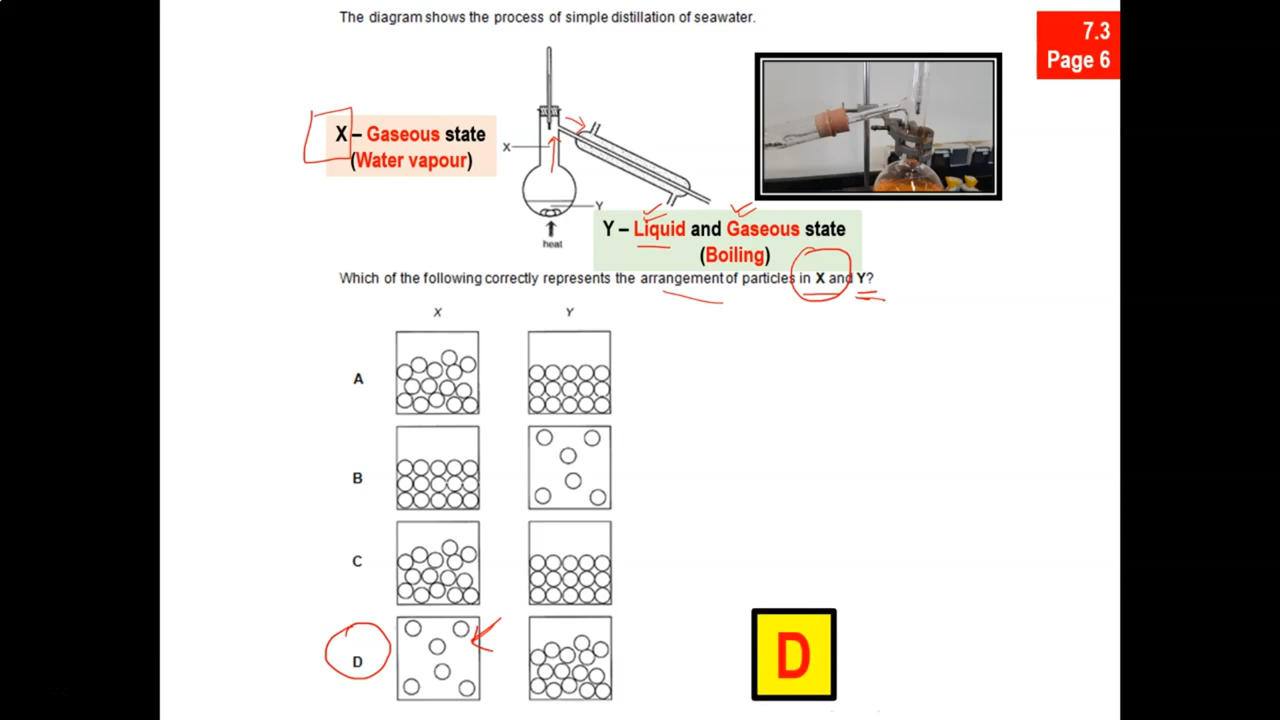 The diagram shows the process of simple distillation of seawater.
7.3
Page 6
X – Gaseous state
(Water vapour)
X
Y
heat
Y – Liquid and Gaseous state
(Boiling)
Which of the following correctly represents the arrangement of particles in X and Y?
X Y
A
B
C
D
D